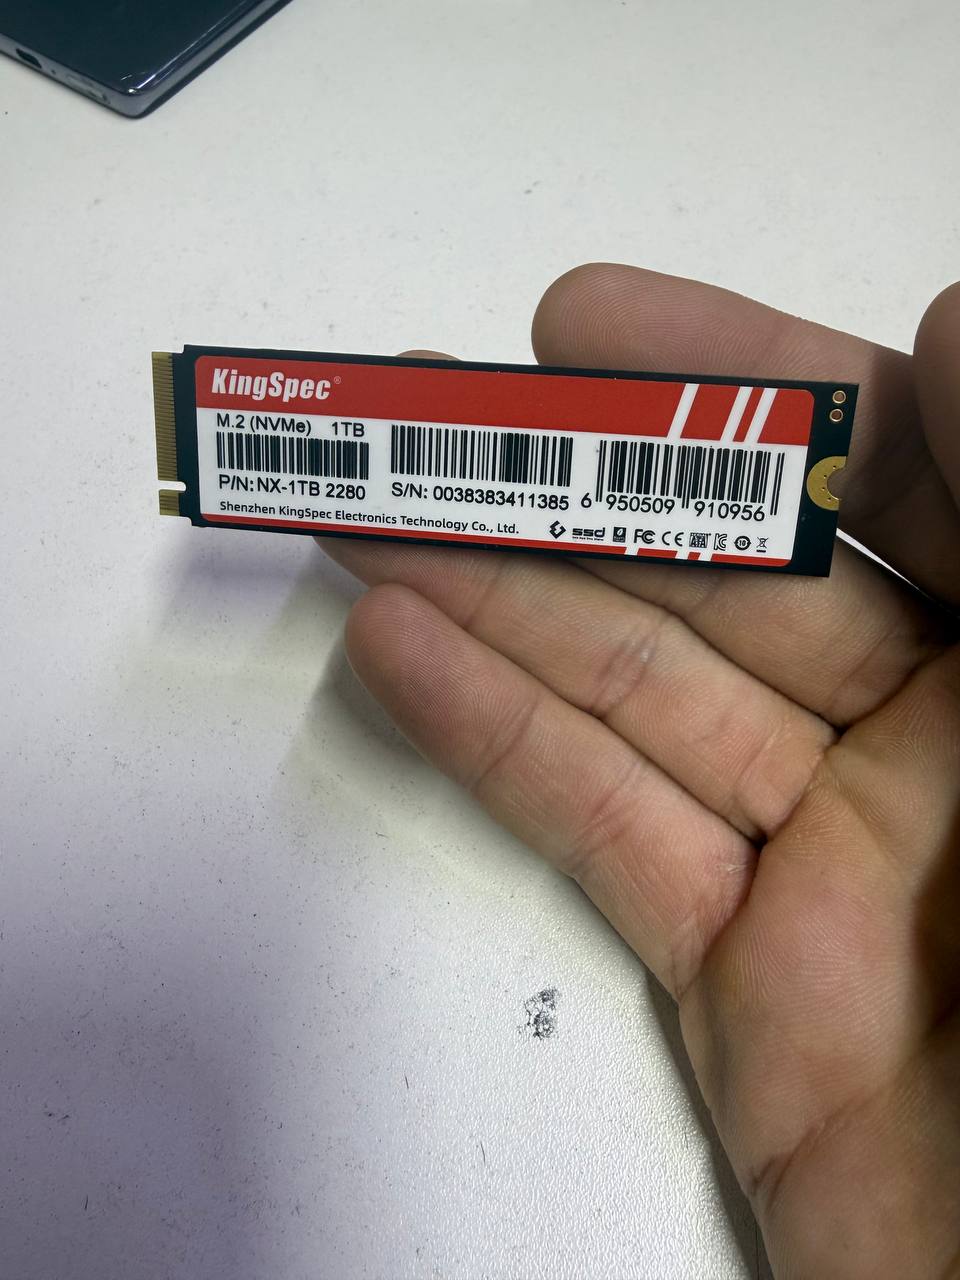 KingSpec®
M.2 (NVMe) 1TB
P/N: NX-1TB 2280
S/N: 0038383411385
6 950509 910956
Shenzhen KingSpec Electronics Technology Co., Ltd.
ssd
FC CE
10